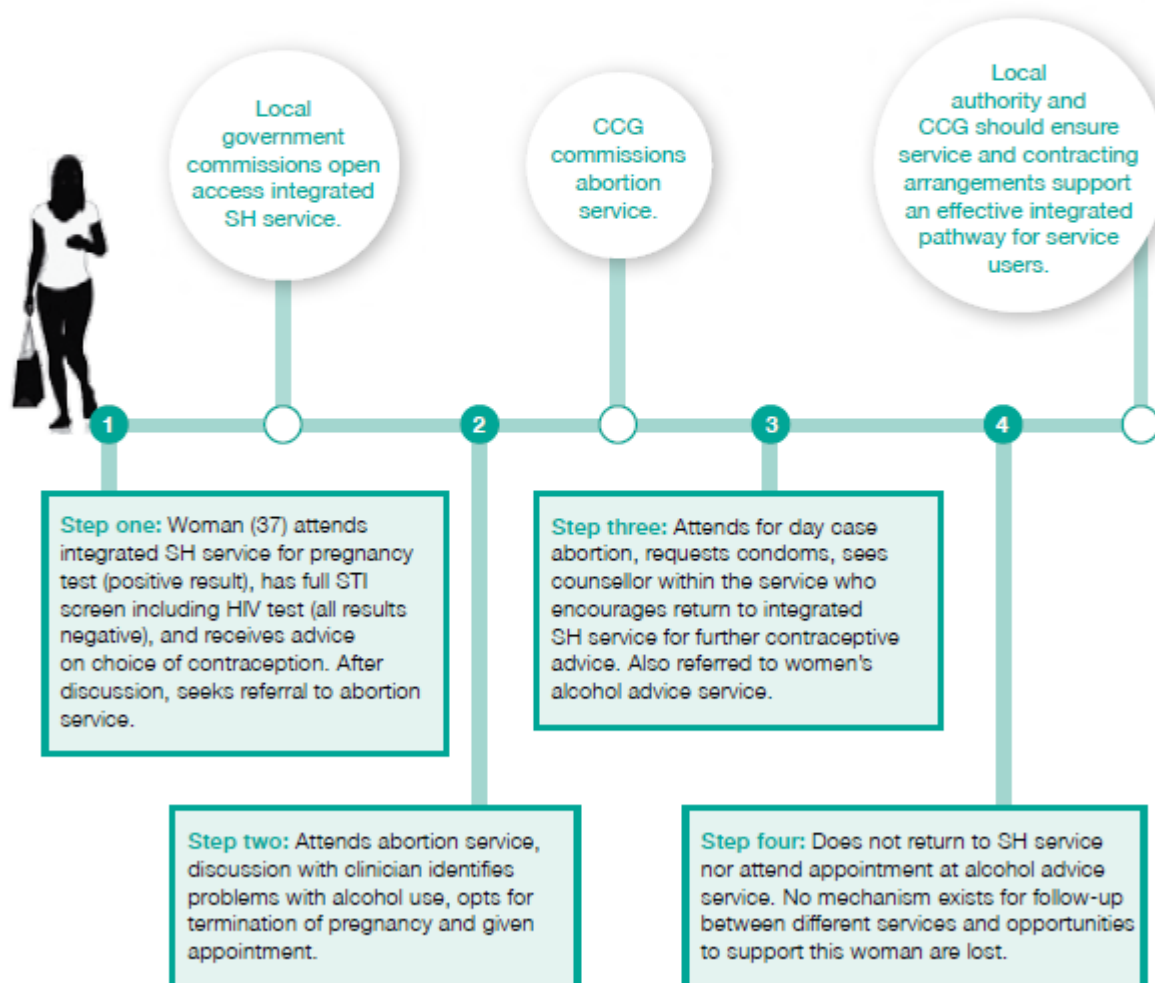 Local
government
commissions open
access integrated
SH service.
CCG
commissions
abortion
service.
Local
authority and
CCG should ensure
service and contracting
arrangements support
an effective integrated
pathway for service
users.
1
2
3
4
Step one: Woman (37) attends
integrated SH service for pregnancy
test (positive result), has full STI
screen including HIV test (all results
negative), and receives advice
on choice of contraception. After
discussion, seeks referral to abortion
service.
Step three: Attends for day case
abortion, requests condoms, sees
counsellor within the service who
encourages return to integrated
SH service for further contraceptive
advice. Also referred to women's
alcohol advice service.
Step two: Attends abortion service,
discussion with clinician identifies
problems with alcohol use, opts for
termination of pregnancy and given
appointment.
Step four: Does not return to SH service
nor attend appointment at alcohol advice
service. No mechanism exists for follow-up
between different services and opportunities
to support this woman are lost.